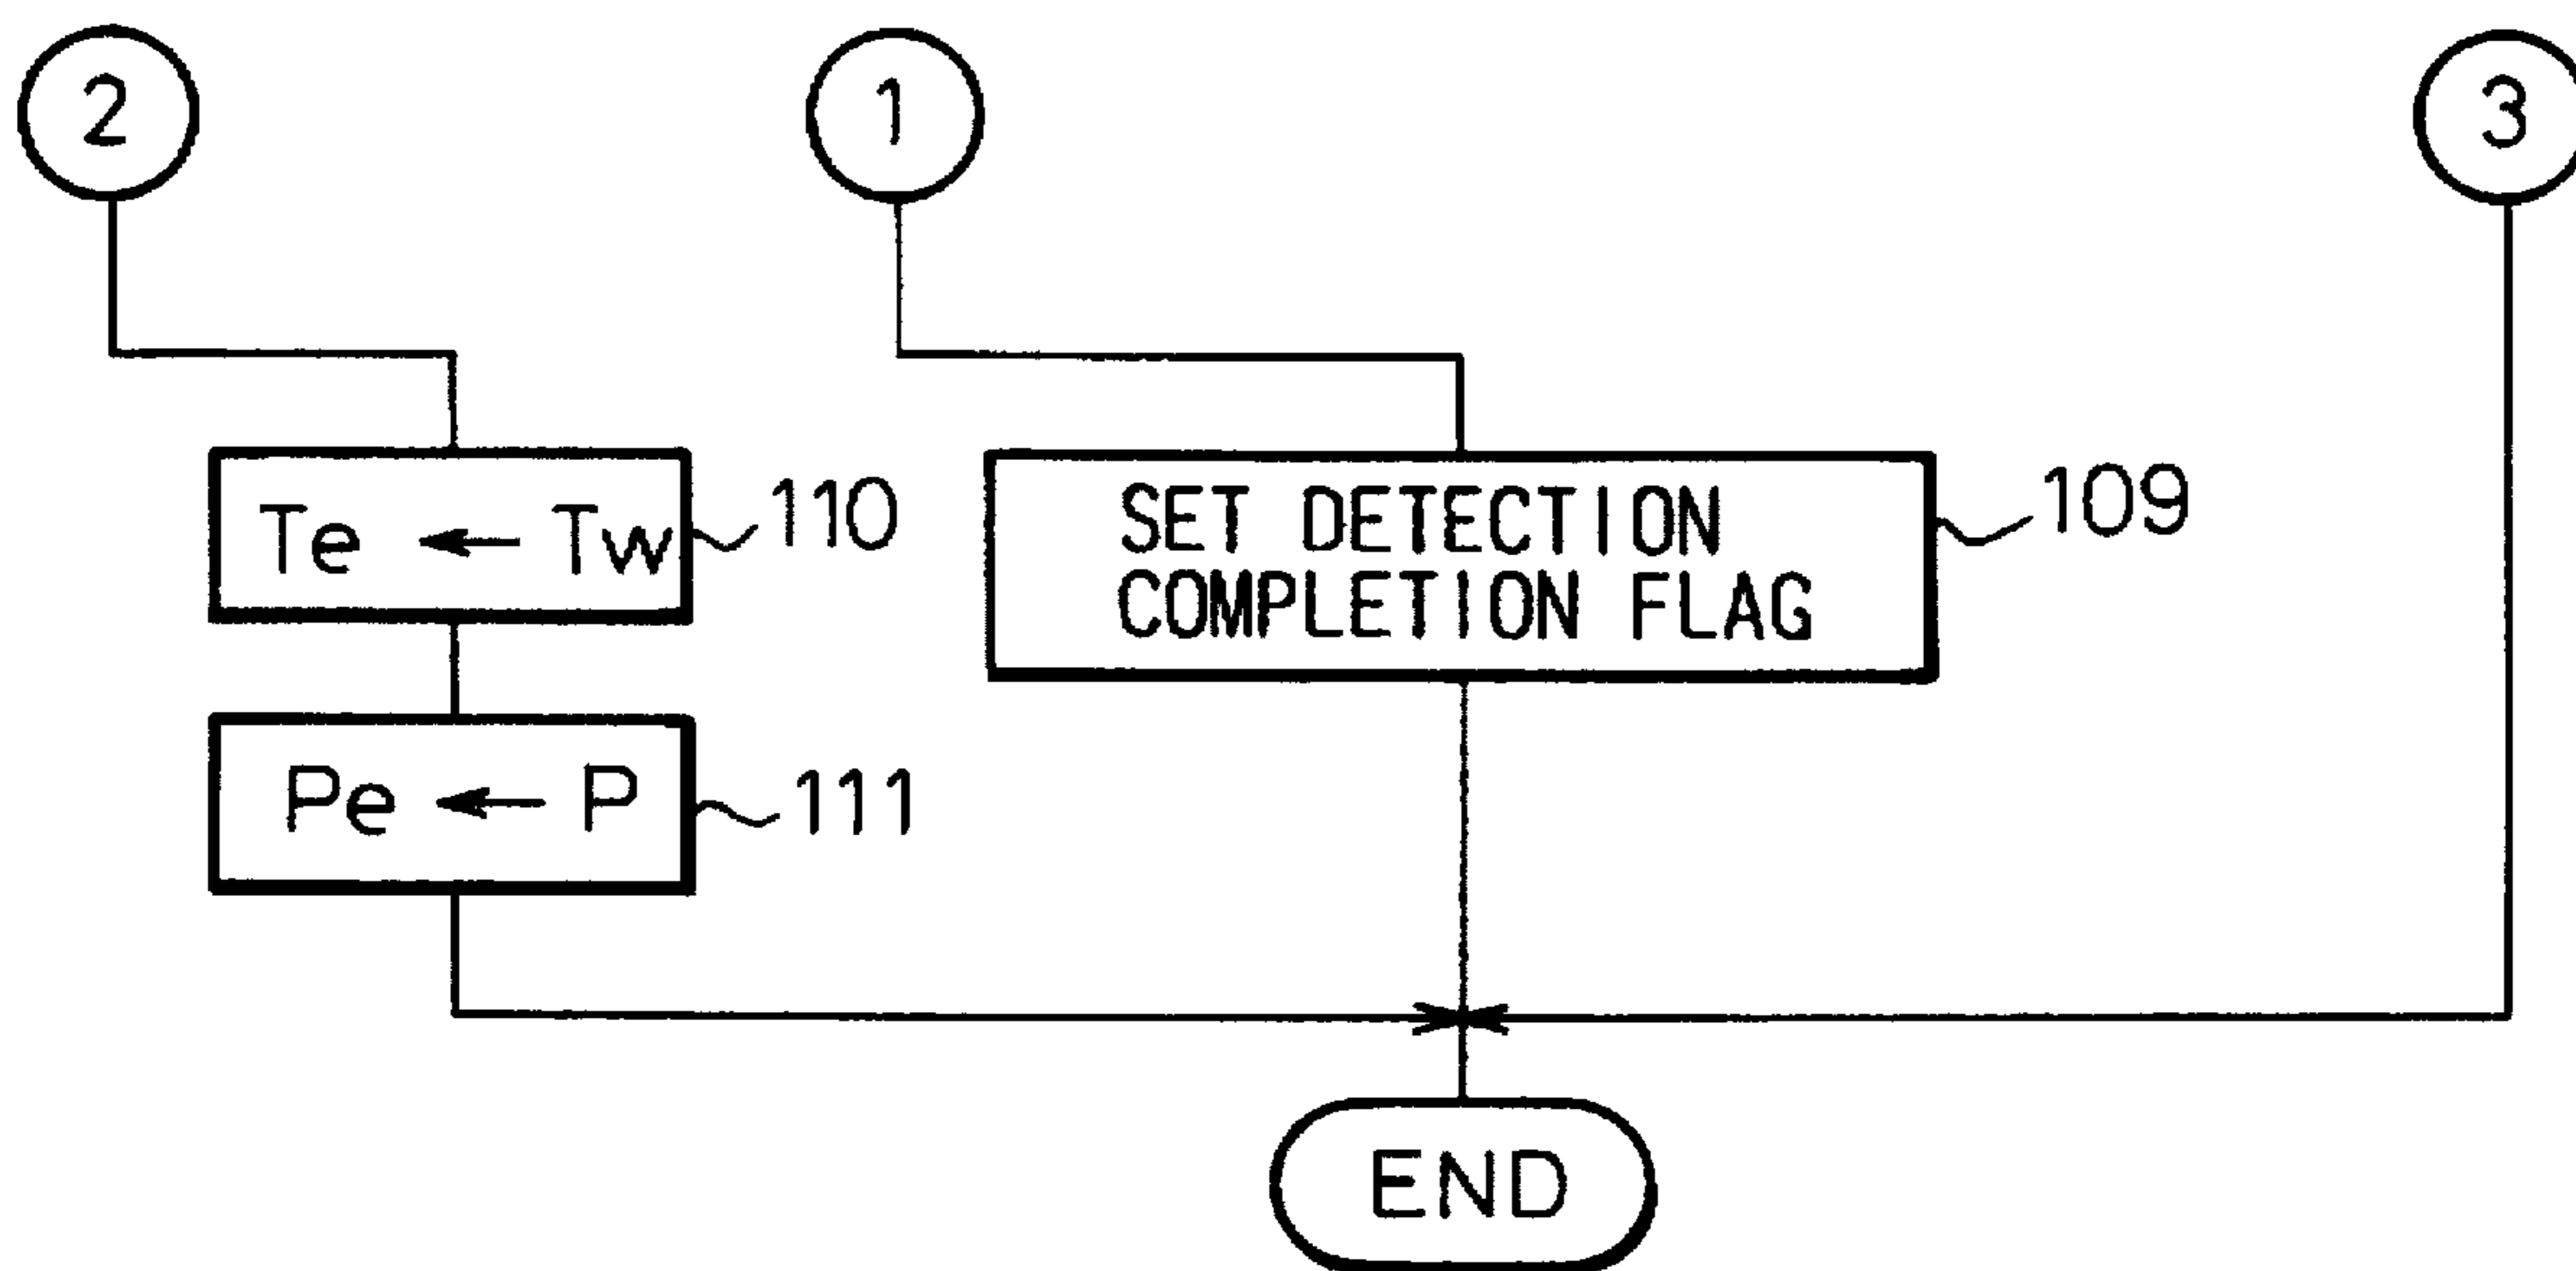 2 1 3
Te ← Tw 110
SET DETECTION
COMPLETION FLAG
109
Pe ← P 111
END